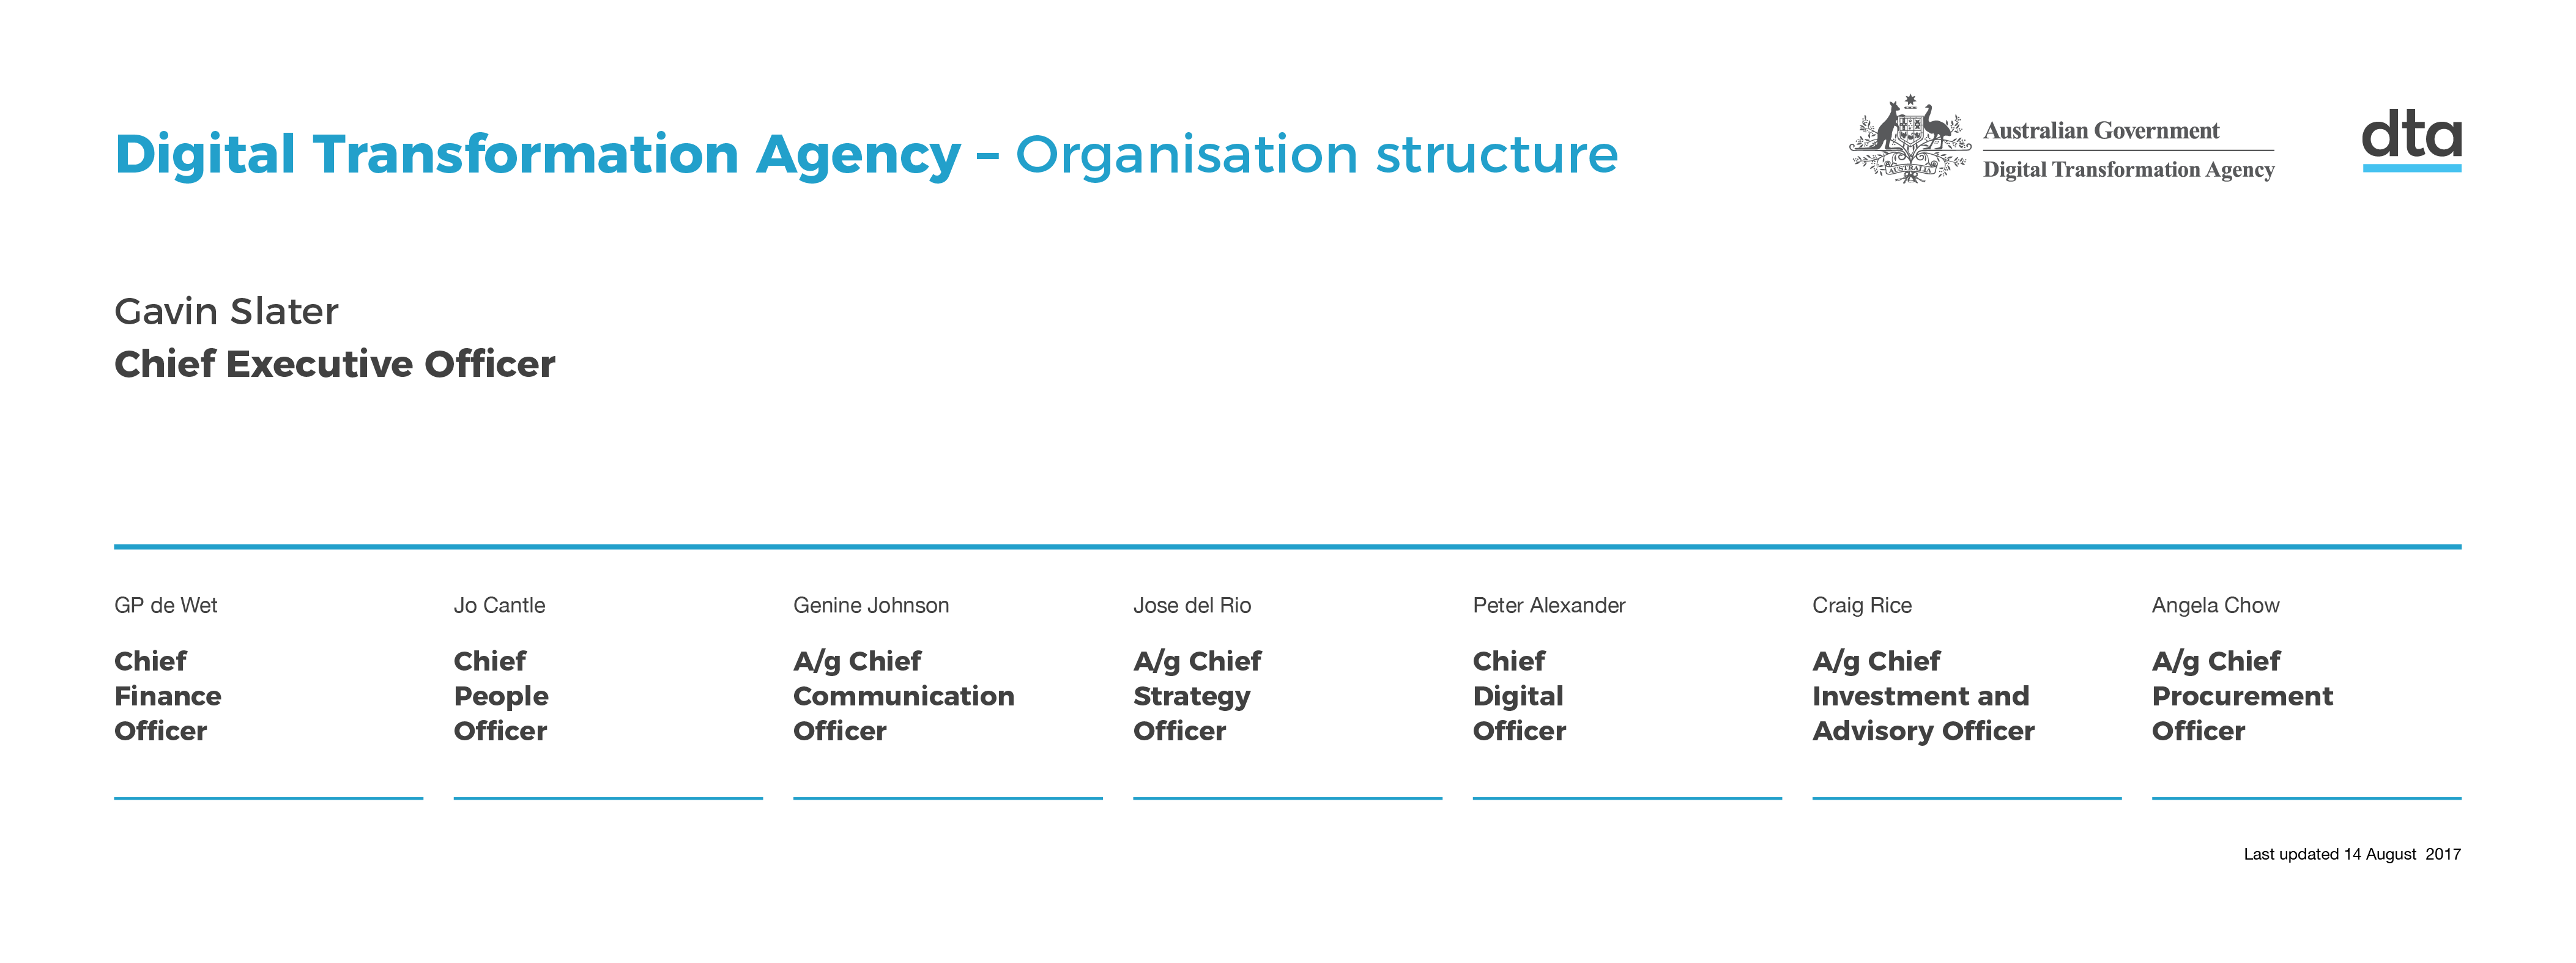 Digital Transformation Agency – Organisation structure
AUSTRALIA
Australian Government
Digital Transformation Agency
dta
Gavin Slater
Chief Executive Officer
GP de Wet
Chief
Finance
Officer
Jo Cantle
Chief
People
Officer
Genine Johnson
A/g Chief
Communication
Officer
Jose del Rio
A/g Chief
Strategy
Officer
Peter Alexander
Chief
Digital
Officer
Craig Rice
A/g Chief
Investment and
Advisory Officer
Angela Chow
A/g Chief
Procurement
Officer
Last updated 14 August 2017